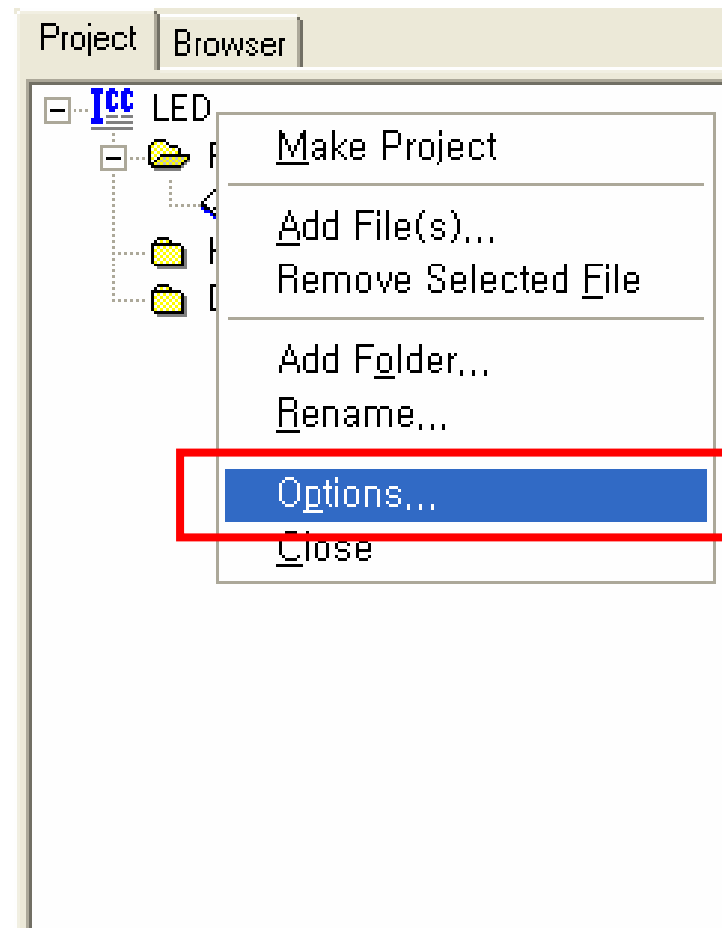 Project
Browser
ICC LED
Make Project
Add File(s)...
Remove Selected File
Add Folder...
Rename...
Options...
Close